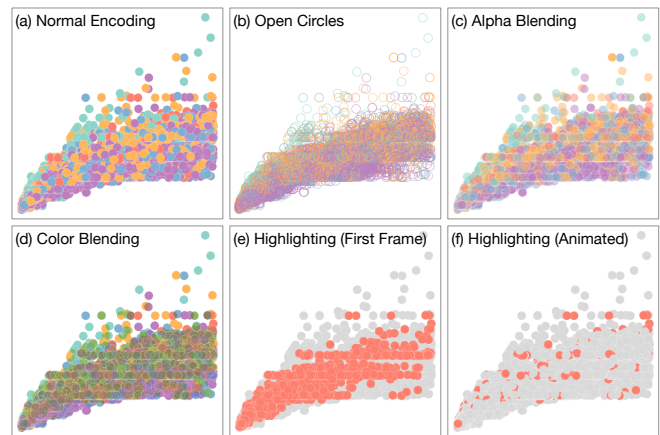 (a) Normal Encoding
(b) Open Circles
(c) Alpha Blending
(d) Color Blending
(e) Highlighting (First Frame)
(f) Highlighting (Animated)